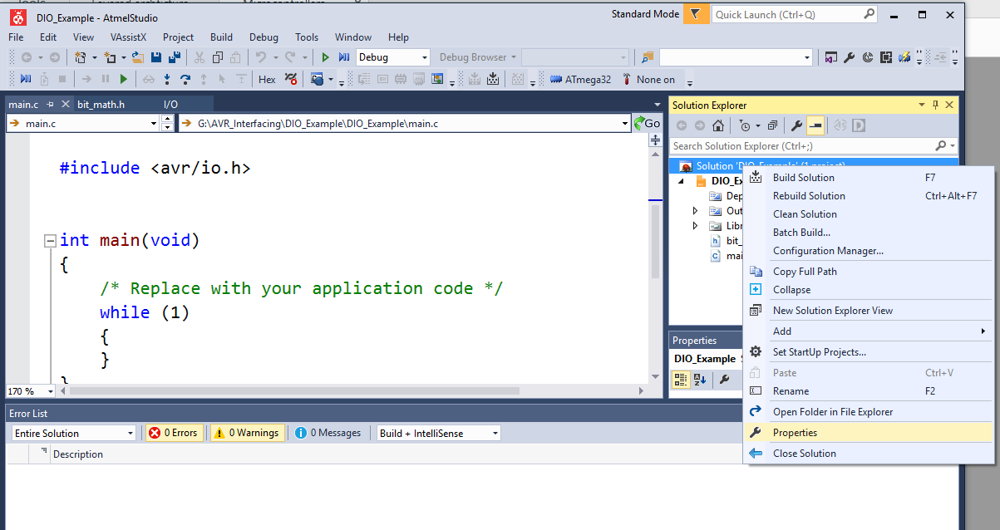 DIO_Example - AtmelStudio
Standard Mode
Quick Launch (Ctrl+Q)
File Edit View VAssistX Project Build Debug Tools Window Help
Debug
Debug Browser
Hex
ATmega32
None on
main.c
bit_math.h
I/O
main.c
G:\AVR_Interfacing\DIO_Example\DIO_Example\main.c
Go
#include <avr/io.h>
int main(void)
{
/* Replace with your application code */
while (1)
{
}
}
170 %
Solution Explorer
Search Solution Explorer (Ctrl+;)
Solution 'DIO_Example' (1 project)
DIO_Ex
Dep
Out
Libr
bit_
mai
Build Solution F7
Rebuild Solution Ctrl+Alt+F7
Clean Solution
Batch Build...
Configuration Manager...
Copy Full Path
Collapse
New Solution Explorer View
Add
Set StartUp Projects...
Paste Ctrl+V
Rename F2
Open Folder in File Explorer
Properties
Close Solution
Properties
DIO_Example
Error List
Entire Solution
0 Errors
0 Warnings
0 Messages
Build + IntelliSense
Description